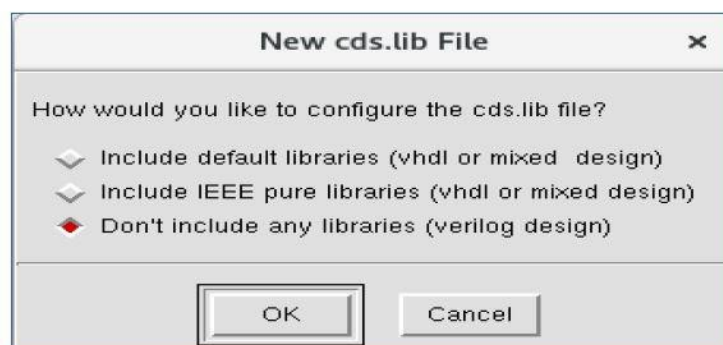 New cds.lib File
How would you like to configure the cds.lib file?
Include default libraries (vhdl or mixed design)
Include IEEE pure libraries (vhdl or mixed design)
Don't include any libraries (verilog design)
OK Cancel